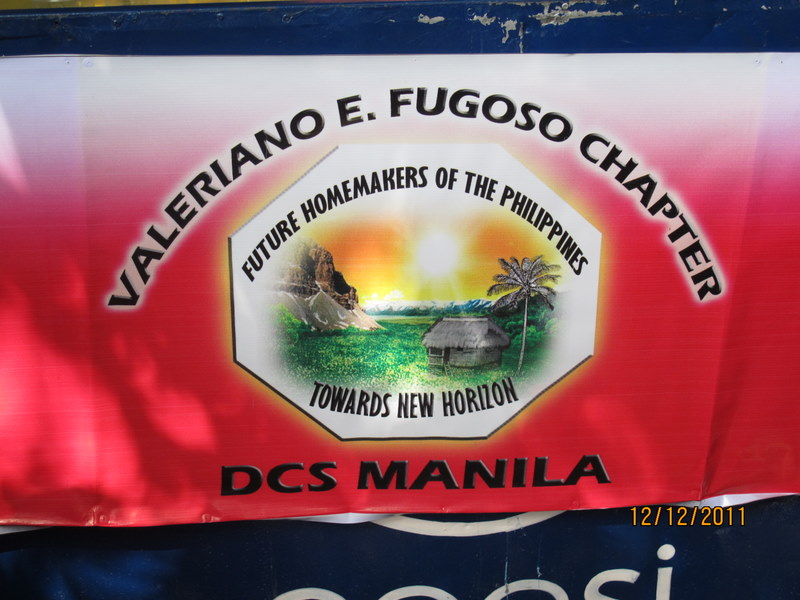 VALERIANO E. FUGOSO CHAPTER
FUTURE HOMEMAKERS OF THE PHILIPPINES
TOWARDS NEW HORIZON
DCS MANILA
12/12/2011